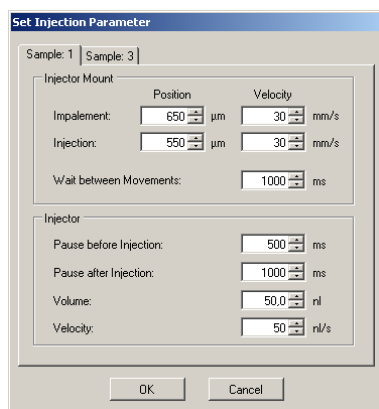 Set Injection Parameter
Sample: 1 Sample: 3
Injector Mount
Position Velocity
Impalement: 650 µm 30 mm/s
Injection: 550 µm 30 mm/s
Wait between Movements: 1000 ms
Injector
Pause before Injection: 500 ms
Pause after Injection: 1000 ms
Volume: 50,0 nl
Velocity: 50 nl/s
OK Cancel